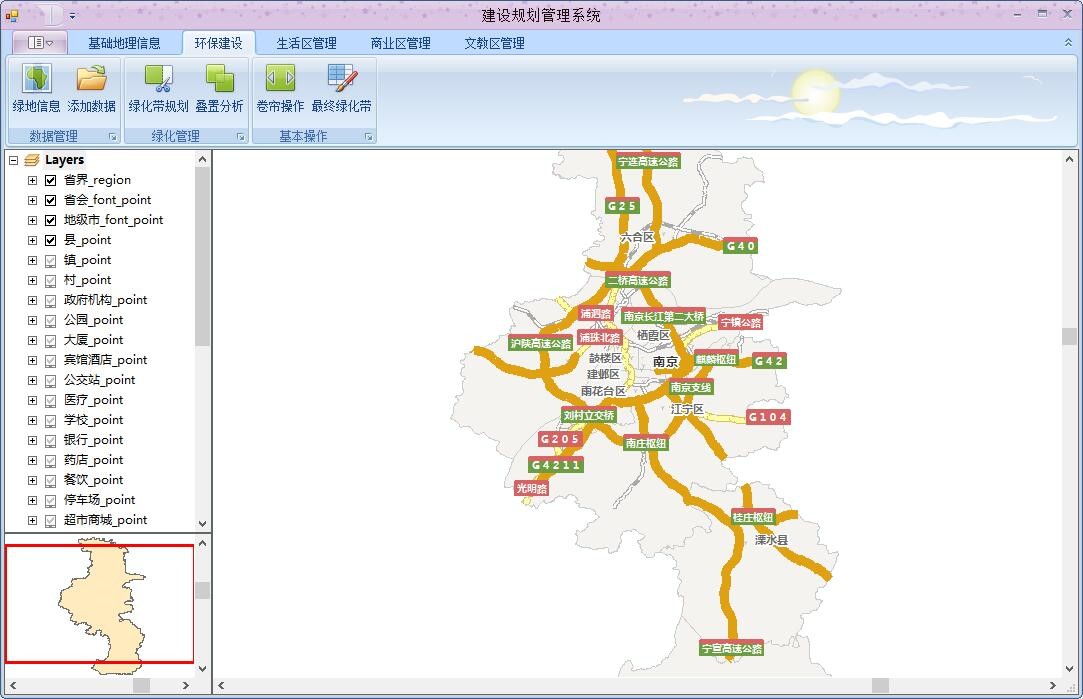 建设规划管理系统
基础地理信息
环保建设
生活区管理
商业区管理
文教区管理
绿地信息
添加数据
绿化带规划
叠置分析
卷帘操作
最终绿化带
数据管理
绿化管理
基本操作
Layers
省界_region
省会_font_point
地级市_font_point
县_point
镇_point
村_point
政府机构_point
公园_point
大厦_point
宾馆酒店_point
公交站_point
医疗_point
学校_point
银行_point
药店_point
餐饮_point
停车场_point
超市商城_point
宁连高速公路
G25
六合区
G40
二桥高速公路
浦泗路
南京长江第二大桥
宁镇公路
浦珠北路
栖霞区
沪陕高速公路
鼓楼区
南京
麒麟枢纽
G42
建邺区
南京支线
雨花台区
江宁区
刘村立交桥
G104
G205
南庄枢纽
G4211
光明路
桂庄枢纽
溧水县
宁宣高速公路